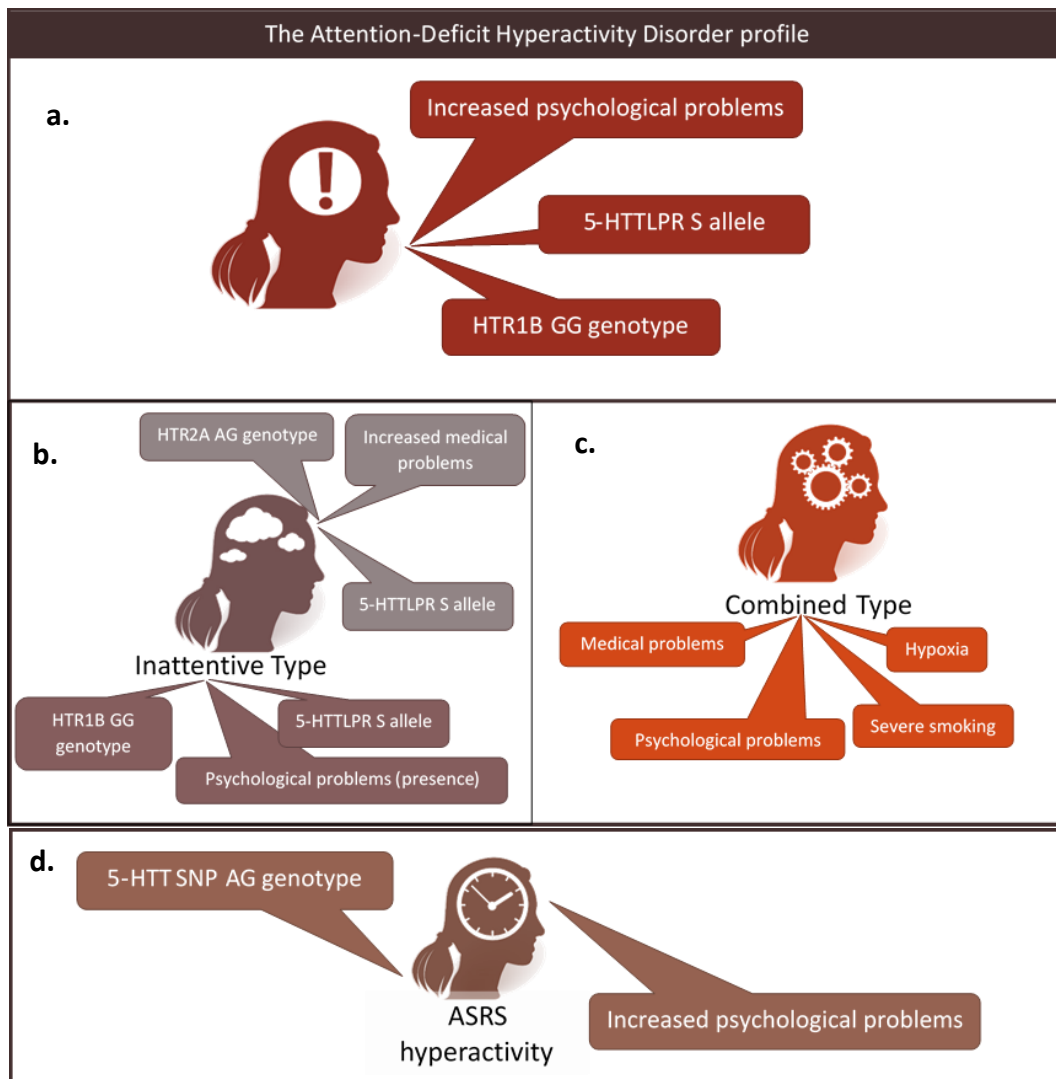 The Attention-Deficit Hyperactivity Disorder profile
a.
Increased psychological problems
5-HTTLPR S allele
HTR1B GG genotype
b.
HTR2A AG genotype
Increased medical
problems
5-HTTLPR S allele
Inattentive Type
HTR1B GG
genotype
5-HTTLPR S allele
Psychological problems (presence)
c.
Combined Type
Medical problems
Hypoxia
Psychological problems
Severe smoking
d.
5-HTT SNP AG genotype
ASRS
hyperactivity
Increased psychological problems